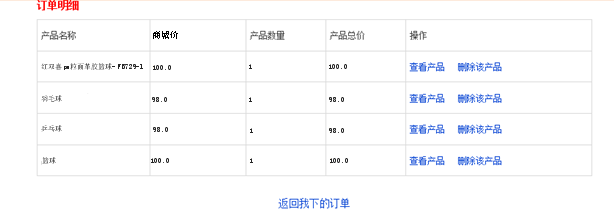 订单明细
产品名称 商城价 产品数量 产品总价 操作
红双喜 ps粒面革胶篮球-F6729-1 100.0 1 100.0 查看产品 删除该产品
羽毛球 98.0 1 98.0 查看产品 删除该产品
乒乓球 98.0 1 98.0 查看产品 删除该产品
篮球 100.0 1 100.0 查看产品 删除该产品
返回我下的订单